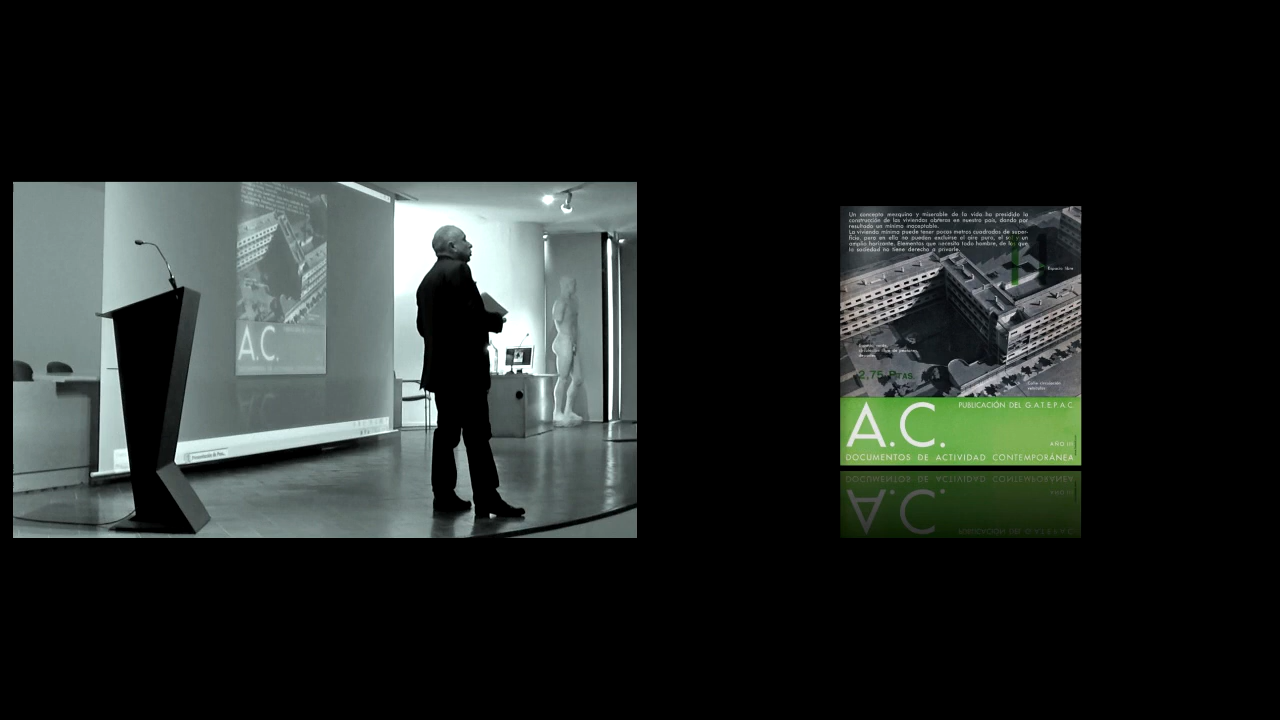 A.C.
Un concepto mezquino y miserable de la vida ha presidido la
construcción de las viviendas obreras en nuestro país, dando por
resultado un mínimo inaceptable.
La vivienda mínima puede tener pocos metros cuadrados de super-
ficie, pero en ella no pueden excluirse el aire puro, el sol y un
amplio horizonte. Elementos que necesita todo hombre, de los que
la sociedad no tiene derecho a privarle.
Espacio libre
2,75 PTAS.
Calle circulación
A.C.
PUBLICACIÓN DEL G.A.T.E.P.A.C.
AÑO III
DOCUMENTOS DE ACTIVIDAD CONTEMPORÁNEA